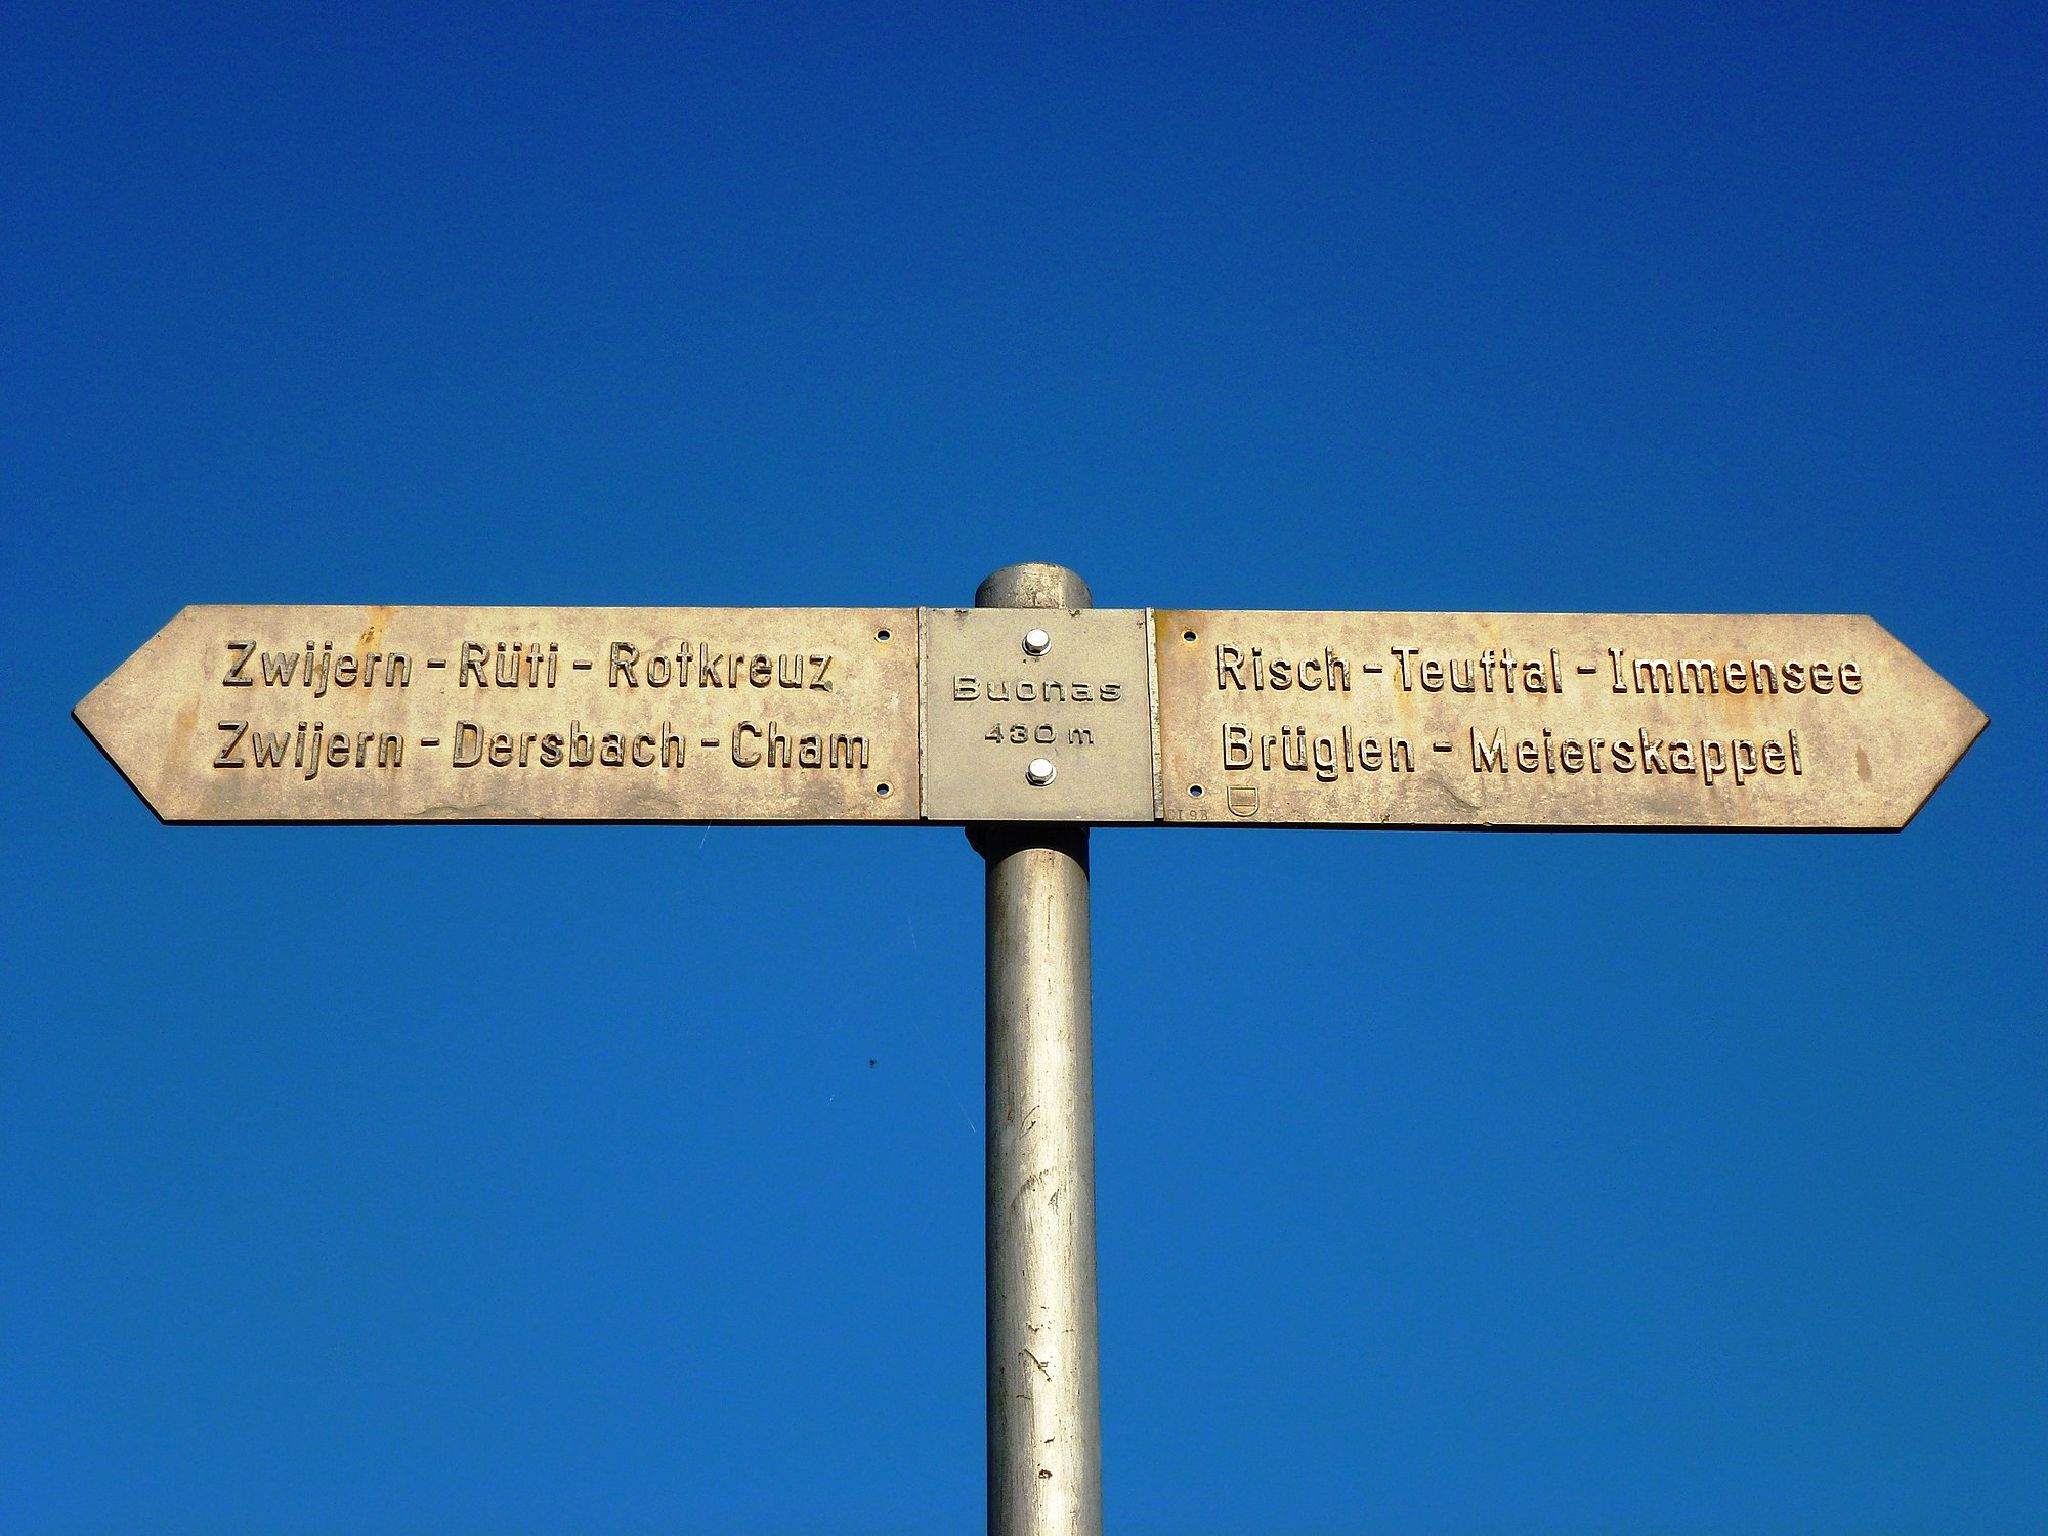 Zwijern - Rüti - Rotkreuz
Zwijern - Dersbach - Cham
Buonas
430 m
Risch - Teuftal - Immensee
Brüglen - Meierskappel